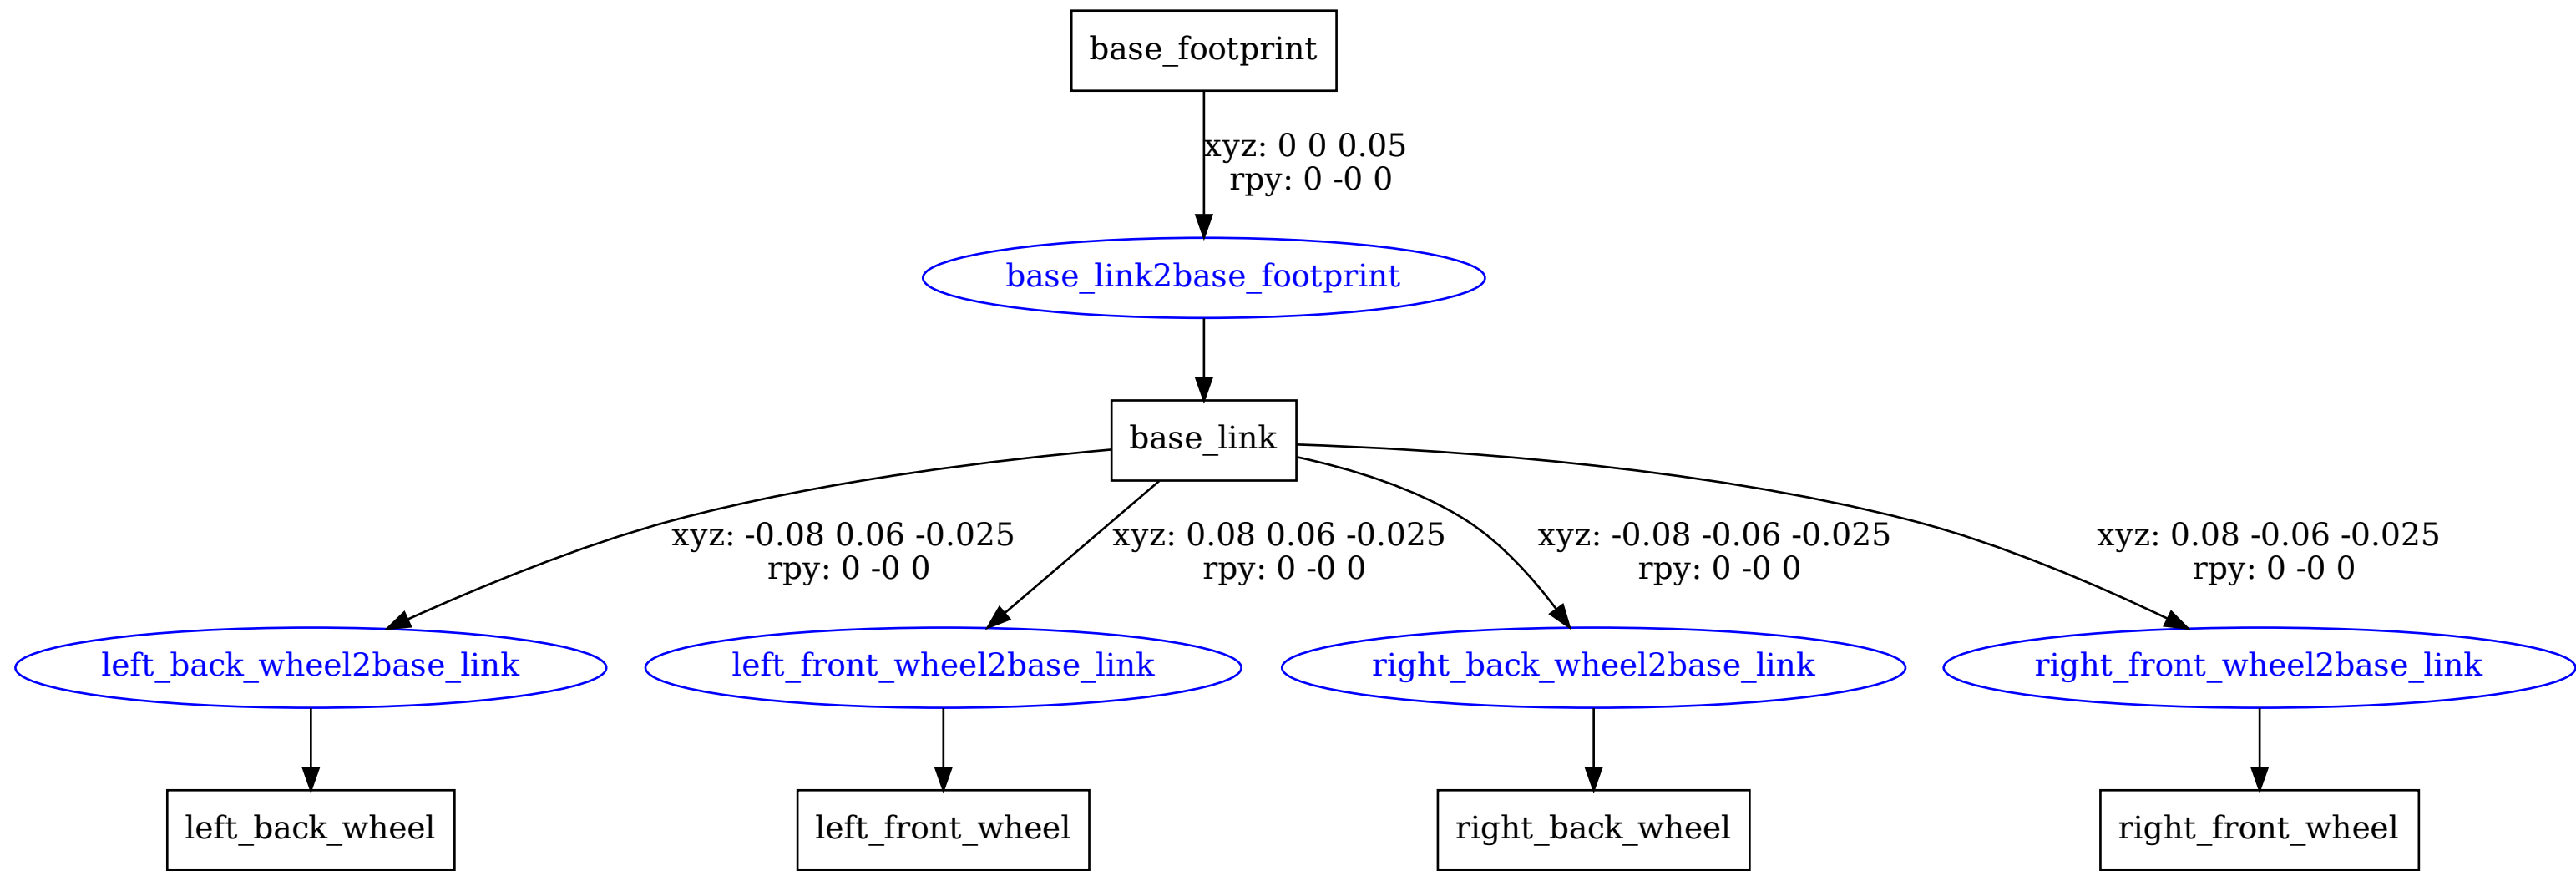 base_footprint
xyz: 0 0 0.05
rpy: 0 -0 0
base_link2base_footprint
base_link
xyz: -0.08 0.06 -0.025
rpy: 0 -0 0
xyz: 0.08 0.06 -0.025
rpy: 0 -0 0
xyz: -0.08 -0.06 -0.025
rpy: 0 -0 0
xyz: 0.08 -0.06 -0.025
rpy: 0 -0 0
left_back_wheel2base_link
left_front_wheel2base_link
right_back_wheel2base_link
right_front_wheel2base_link
left_back_wheel
left_front_wheel
right_back_wheel
right_front_wheel